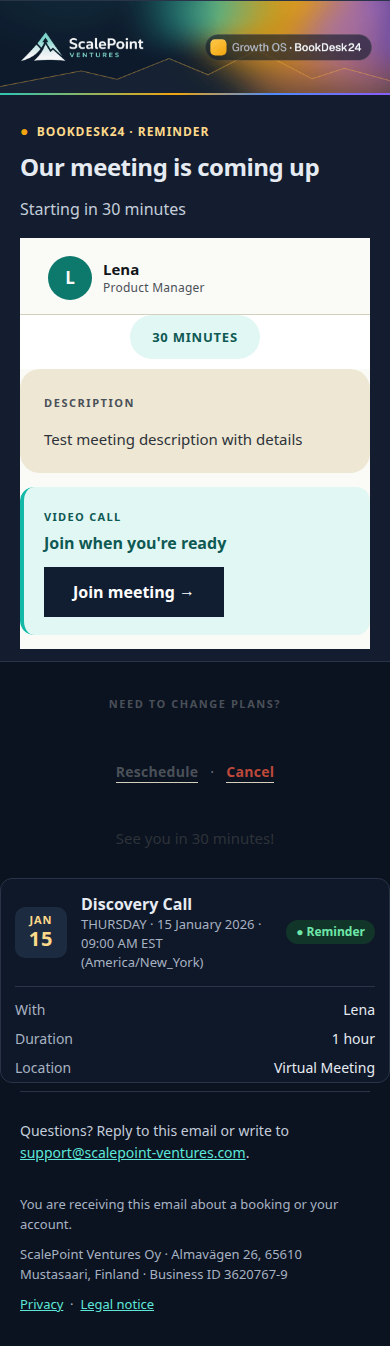 ScalePoint
VENTURES
Growth OS · BookDesk24
● BOOKDESK24 · REMINDER
Our meeting is coming up
Starting in 30 minutes
L
Lena
Product Manager
30 MINUTES
DESCRIPTION
Test meeting description with details
VIDEO CALL
Join when you're ready
Join meeting →
NEED TO CHANGE PLANS?
Reschedule · Cancel
See you in 30 minutes!
JAN
15
Discovery Call
THURSDAY · 15 January 2026 ·
09:00 AM EST
(America/New_York)
● Reminder
With Lena
Duration 1 hour
Location Virtual Meeting
Questions? Reply to this email or write to
support@scalepoint-ventures.com.
You are receiving this email about a booking or your
account.
ScalePoint Ventures Oy · Almavägen 26, 65610
Mustasaari, Finland · Business ID 3620767-9
Privacy · Legal notice